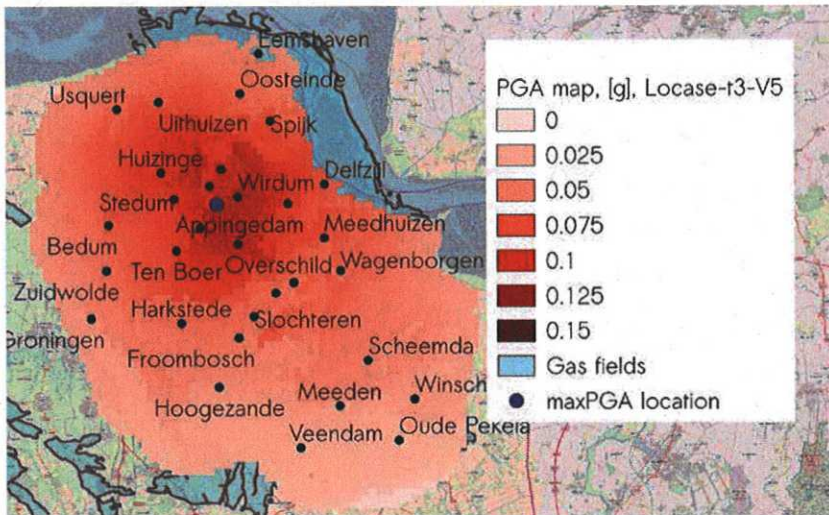 Eemshaven
Oosteinde
Usquert
Uithuizen
Spijk
Huizinge
Delfzijl
Wirdum
Stedum
Appingedam
Meedhuizen
Bedum
Ten Boer
Overschild
Wagenborgen
Zuidwolde
Harkstede
Slochteren
Groningen
Froombosch
Scheemda
Hoogezande
Meeden
Winsch
Veendam
Oude Pekela
PGA map, [g], Locase-t3-V5
0
0.025
0.05
0.075
0.1
0.125
0.15
Gas fields
maxPGA location